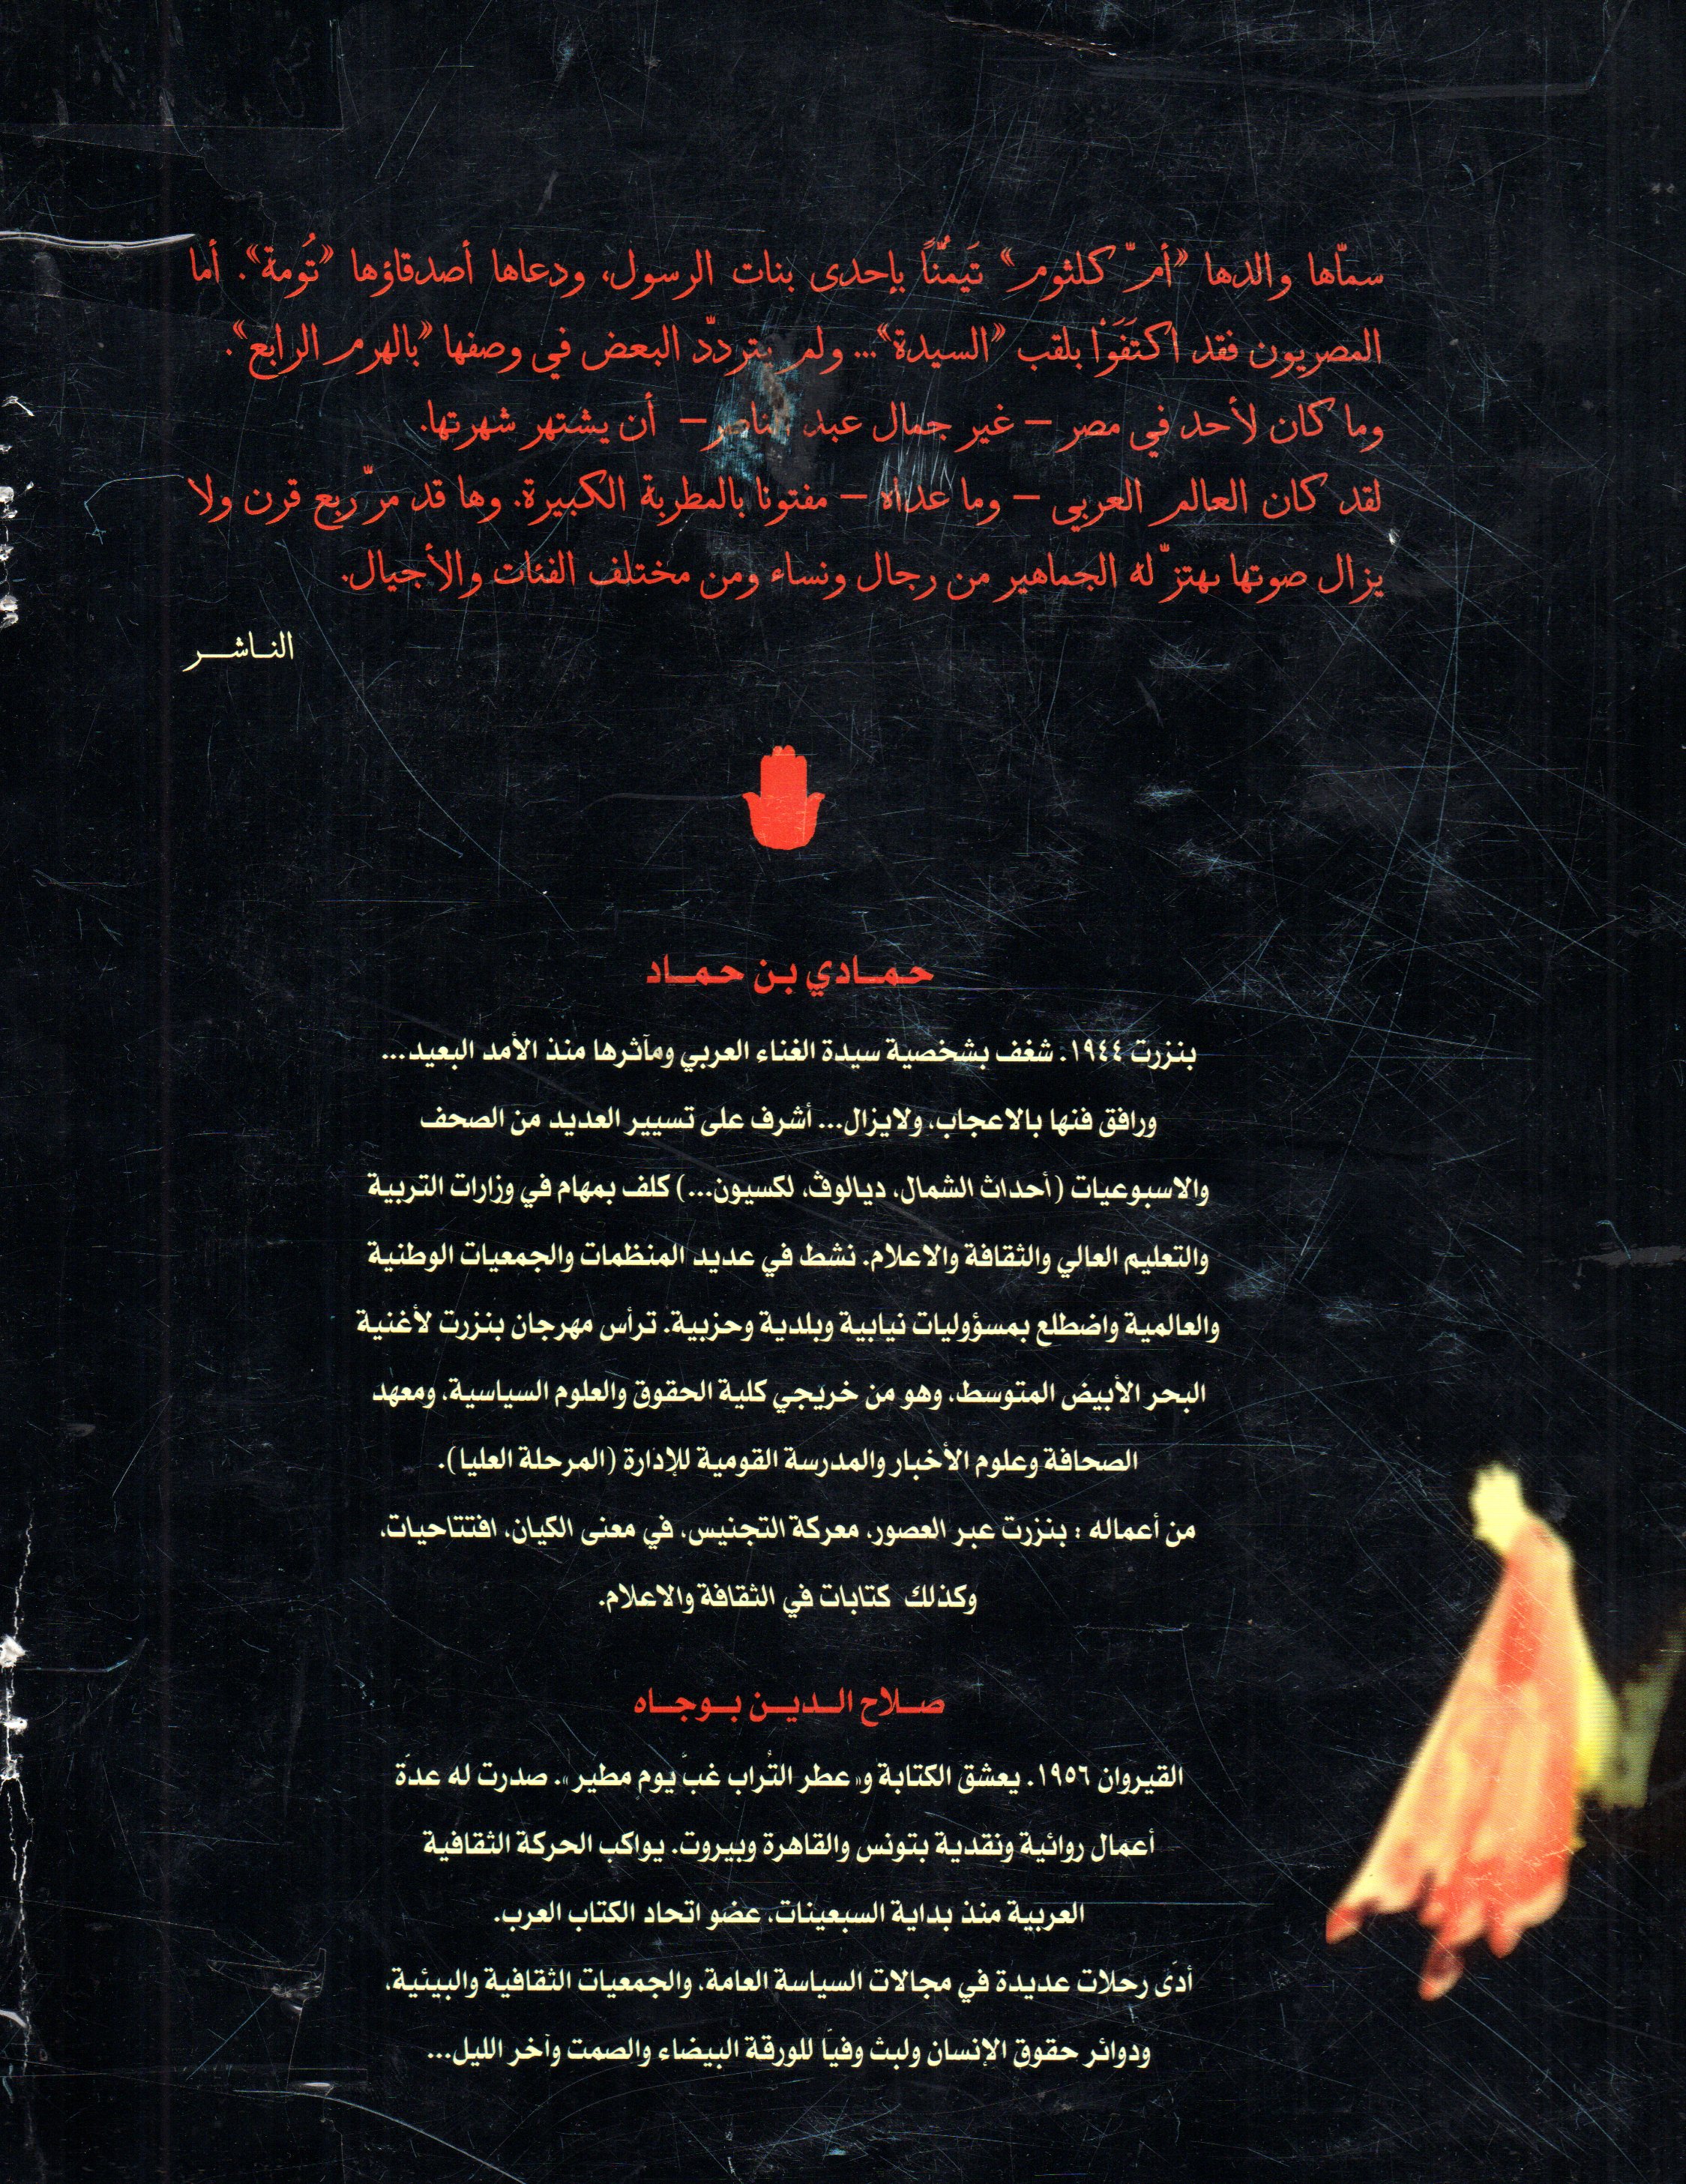 سمّاها والدها «أمّ كلثوم» تَيمُّنًا بإحدى بنات الرسول، ودعاها أصدقاؤها «تُومة». أما
المصريون فقد اكتَفَوْا بلقب «السيدة»... ولم يتردّد البعض في وصفها «بالهرم الرابع».
وما كان لأحد في مصر – غير جمال عبد الناصر – أن يشتهر شهرتها.
لقد كان العالم العربي – وما عداه – مفتونا بالمطربة الكبيرة. وها قد مرّ ربع قرن ولا
يزال صوتها يهتزّ له الجماهير من رجال ونساء ومن مختلف الفئات والأجيال.
الناشر
حمادي بن حماد
بنزرت ١٩٤٤. شغف بشخصية سيدة الغناء العربي ومآثرها منذ الأمد البعيد...
ورافق فنها بالاعجاب، ولايزال... أشرف على تسيير العديد من الصحف
والاسبوعيات (أحداث الشمال، ديالوڤ، لكسيون...) كلف بمهام في وزارات التربية
والتعليم العالي والثقافة والاعلام. نشط في عديد المنظمات والجمعيات الوطنية
والعالمية واضطلع بمسؤوليات نيابية وبلدية وحزبية. ترأس مهرجان بنزرت لأغنية
البحر الأبيض المتوسط، وهو من خريجي كلية الحقوق والعلوم السياسية، ومعهد
الصحافة وعلوم الأخبار والمدرسة القومية للإدارة (المرحلة العليا).
من أعماله : بنزرت عبر العصور، معركة التجنيس، في معنى الكيان، افتتاحيات،
وكذلك كتابات في الثقافة والاعلام.
صلاح الدين بوجاه
القيروان ١٩٥٦. يعشق الكتابة و«عطر التُراب غبّ يوم مطير». صدرت له عدّة
أعمال روائية ونقدية بتونس والقاهرة وبيروت. يواكب الحركة الثقافية
العربية منذ بداية السبعينات، عضو اتحاد الكتاب العرب.
أدّى رحلات عديدة في مجالات السياسة العامة، والجمعيات الثقافية والبيئية،
ودوائر حقوق الإنسان ولبث وفيّا للورقة البيضاء والصمت وآخر الليل...